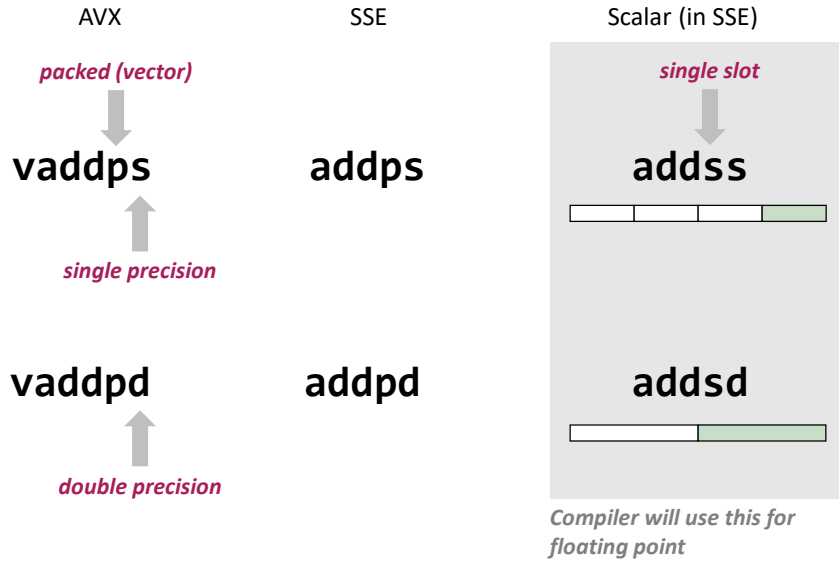 AVX SSE Scalar (in SSE)
packed (vector) single slot
vaddps addps addss
single precision
vaddpd addpd addsd
double precision
Compiler will use this for
floating point